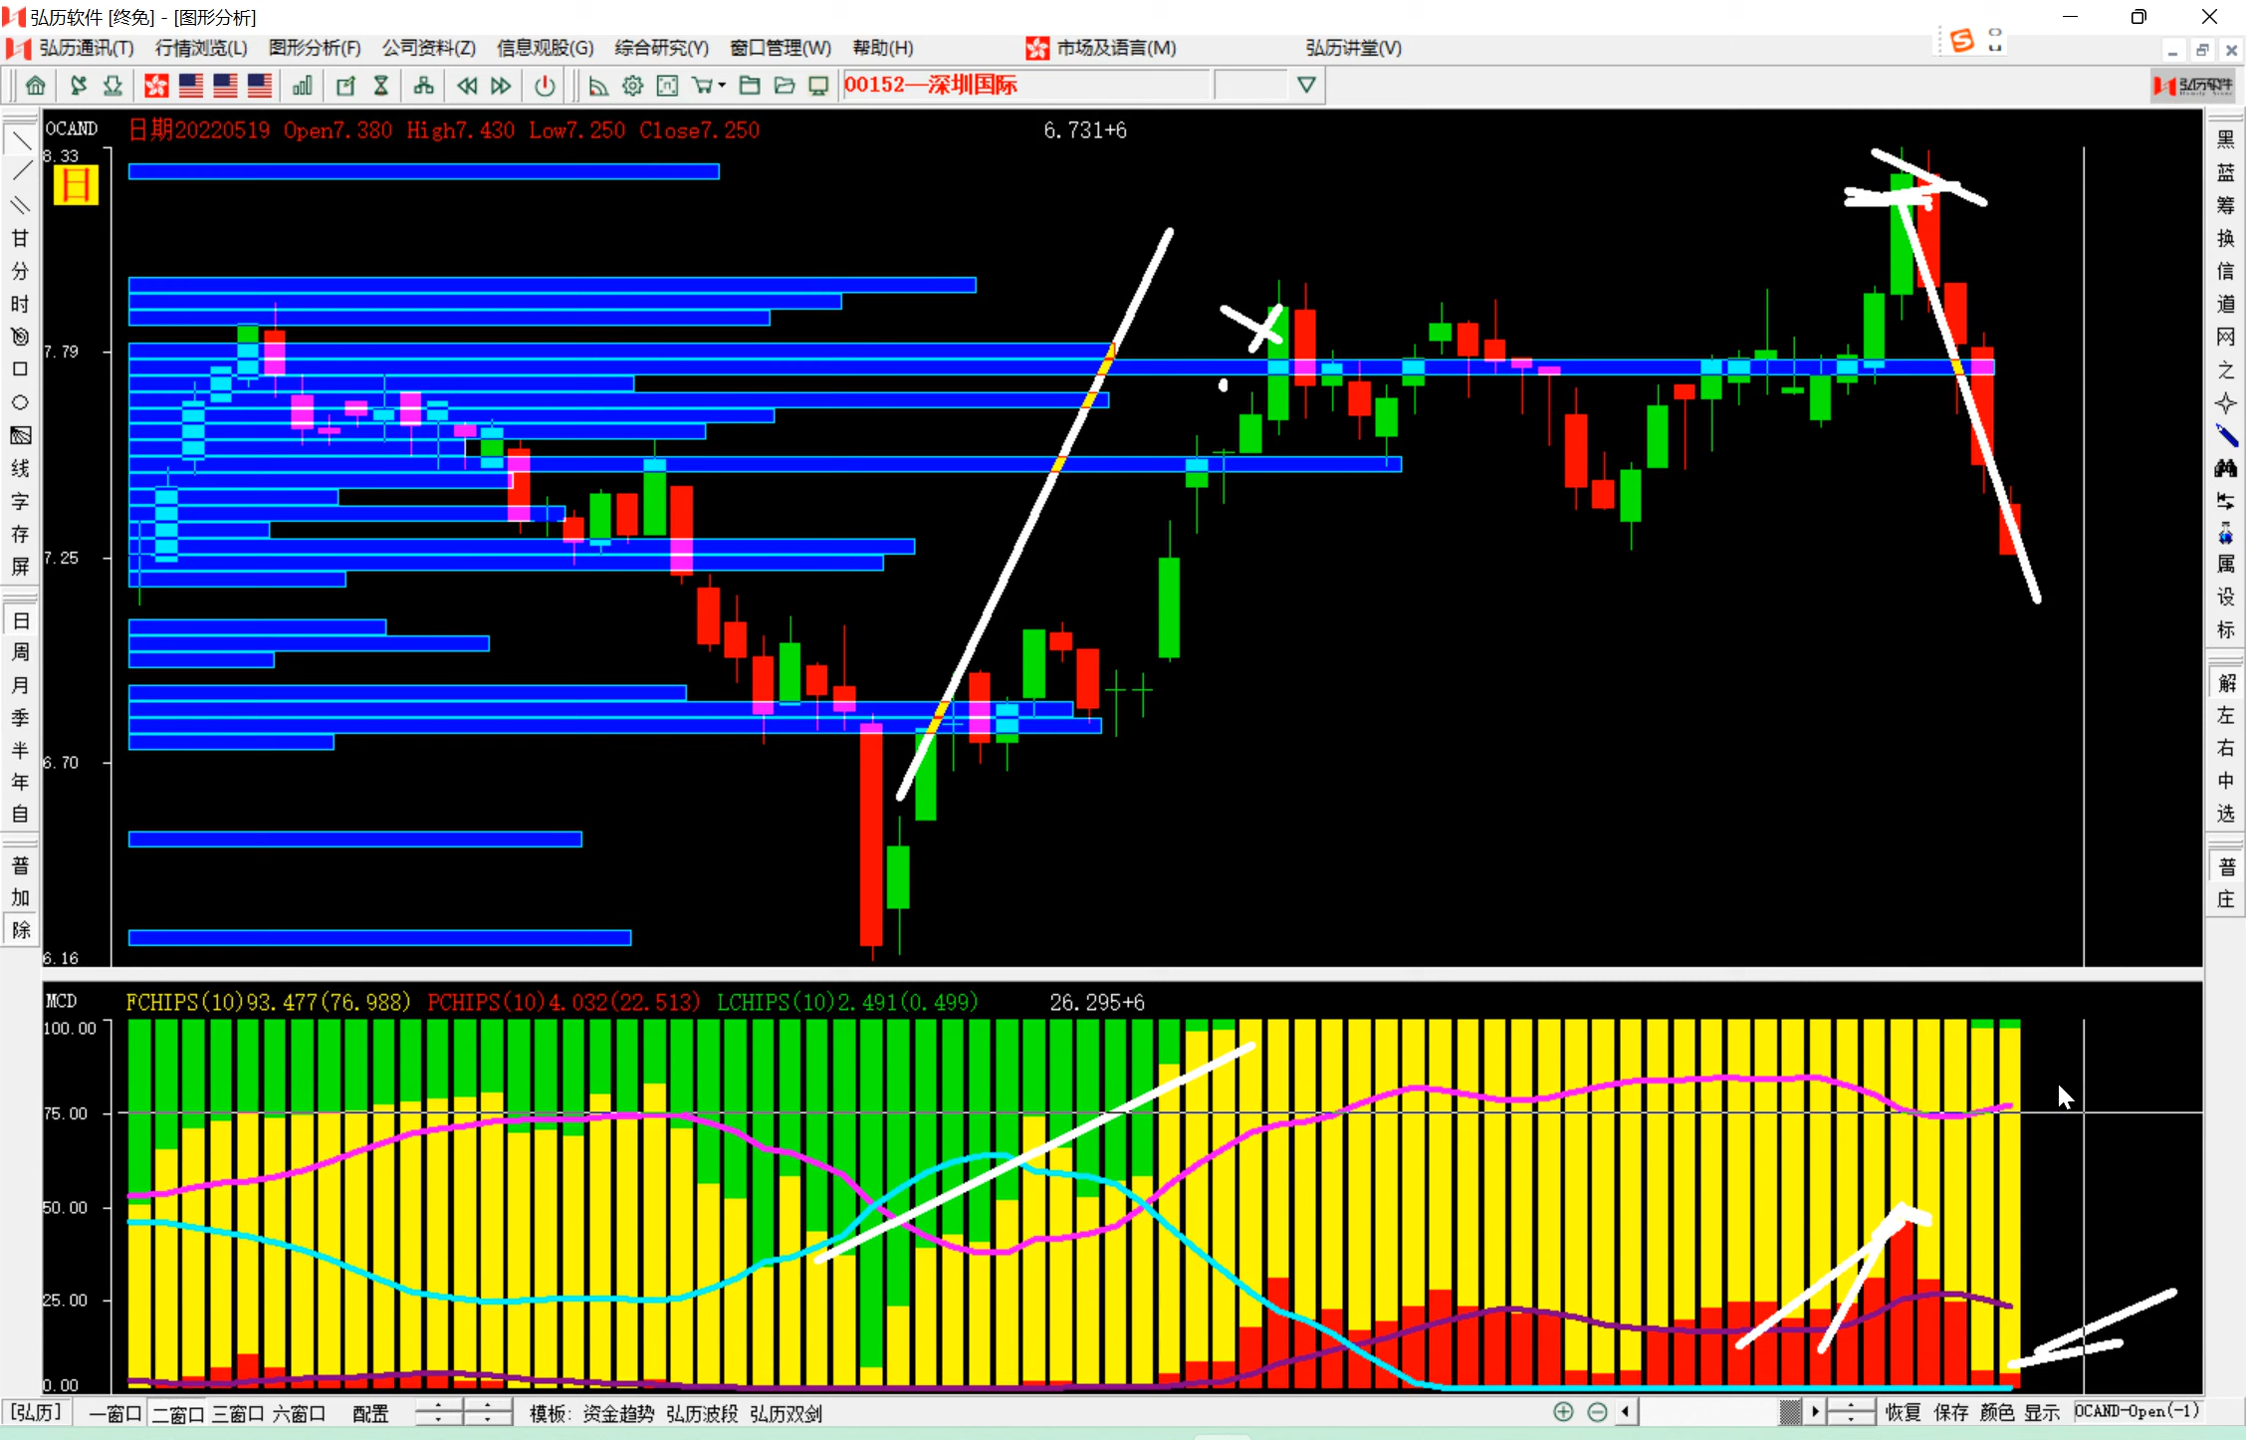 弘历软件 [终免] - [图形分析]
弘历通讯(T) 行情浏览(L) 图形分析(F) 公司资料(Z) 信息观股(G) 综合研究(Y) 窗口管理(W) 帮助(H) 市场及语言(M) 弘历讲堂(V)
00152—深圳国际
弘历软件
OCAND 日期20220519 Open7.380 High7.430 Low7.250 Close7.250 6.731+6
8.33
日
7.79
7.25
6.70
6.16
甘
分
时
线
字
存
屏
日
周
月
季
半
年
自
普
加
除
黑
蓝
筹
换
信
道
网
之
属
设
标
解
左
右
中
选
普
庄
MCD FCHIPS(10)93.477(76.988) PCHIPS(10)4.032(22.513) LCHIPS(10)2.491(0.499) 26.295+6
100.00
75.00
50.00
25.00
0.00
[弘历] 一窗口 二窗口 三窗口 六窗口 配置 模板: 资金趋势 弘历波段 弘历双剑 恢复 保存 颜色 显示 OCAND-Open(-1)